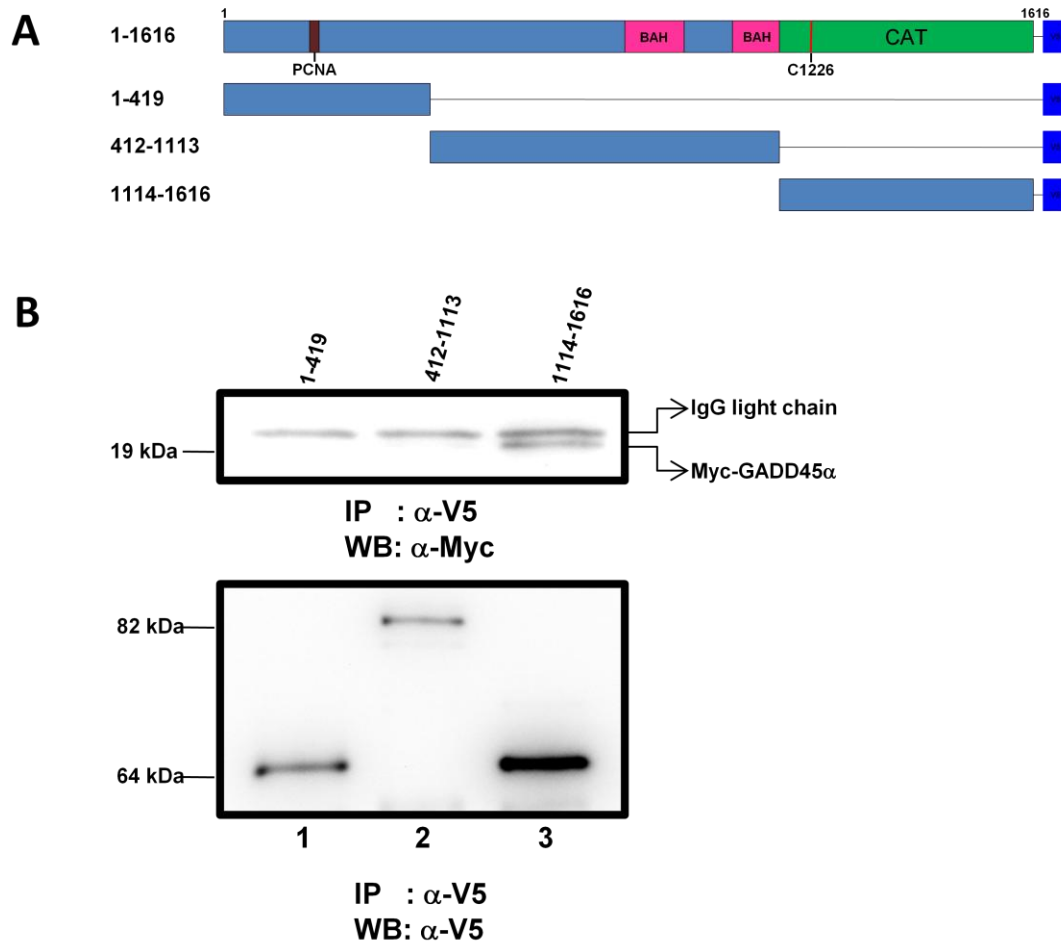 A
1 1616
1-1616 BAH BAH CAT
PCNA C1226
1-419
412-1113
1114-1616
B
1-419 412-1113 1114-1616
IgG light chain
19 kDa
Myc-GADD45α
IP : α-V5
WB: α-Myc
82 kDa
64 kDa
1 2 3
IP : α-V5
WB: α-V5